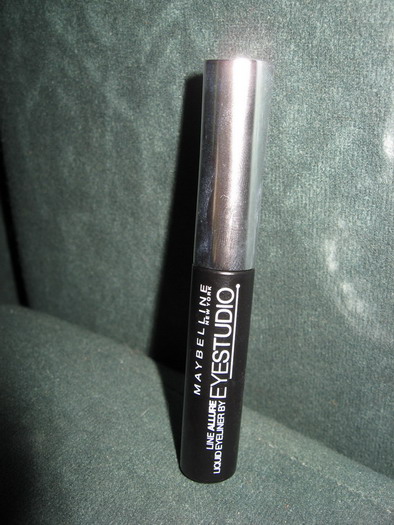 MAYBELLINE
NEW YORK
EYESTUDIO
LINE ALLURE
LIQUID EYELINER BY